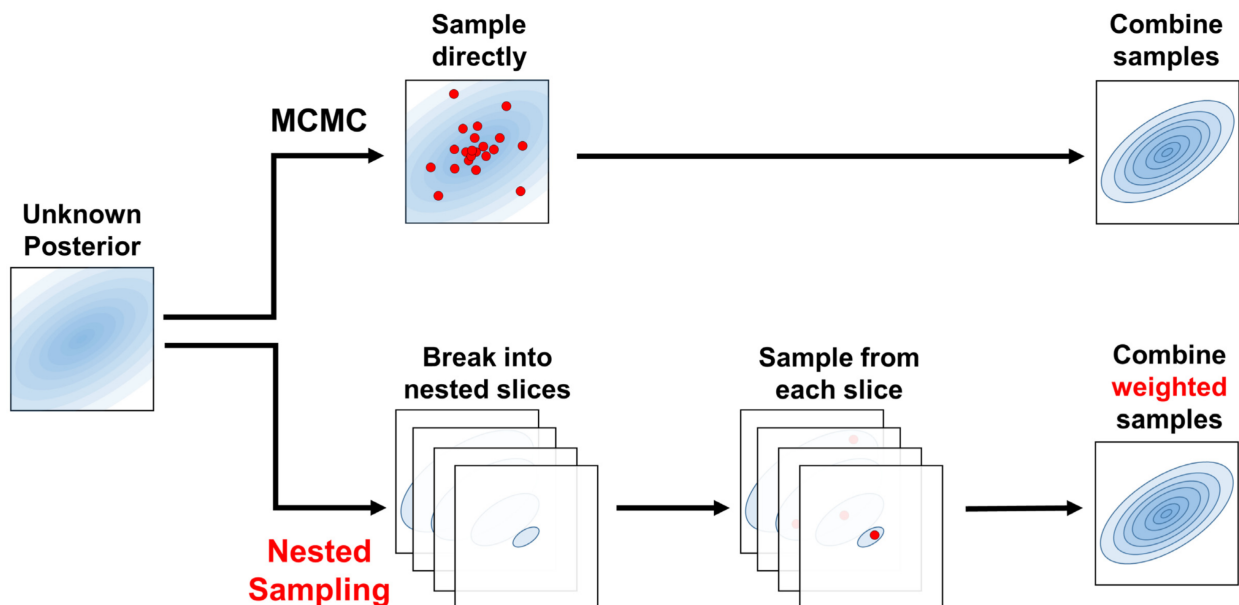 Sample
directly
Combine
samples
MCMC
Unknown
Posterior
Break into
nested slices
Sample from
each slice
Combine
weighted
samples
Nested
Sampling